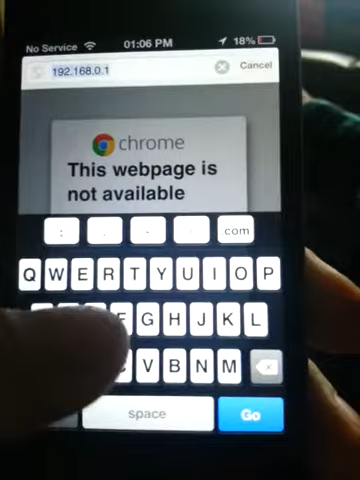 No Service 01:06 PM 18%
192.168.0.1 Cancel
chrome
This webpage is
not available
: . - com
Q W E R T Y U I O P
G H J K L
V B N M
space Go